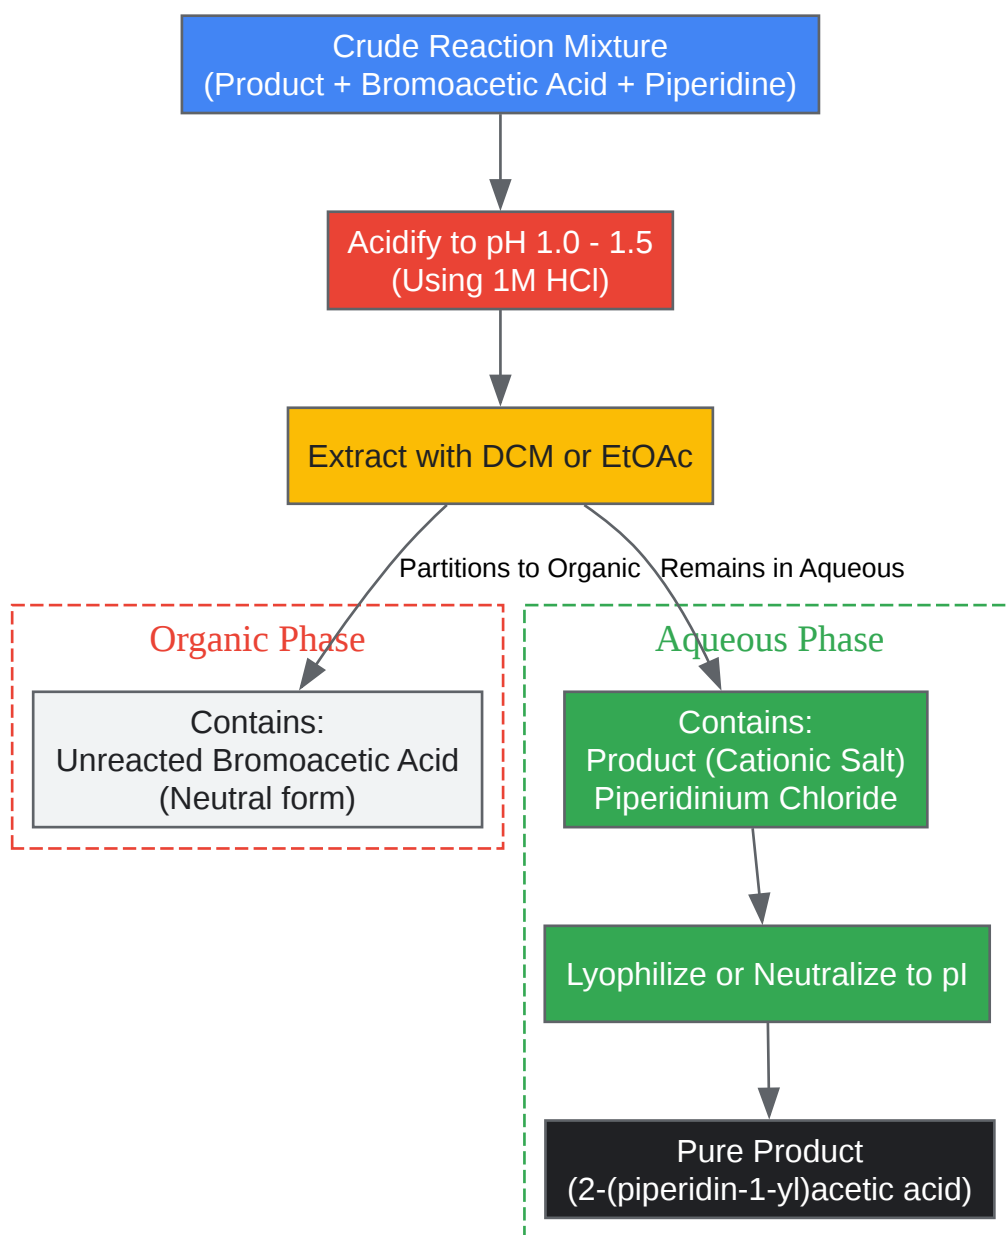 Crude Reaction Mixture
(Product + Bromoacetic Acid + Piperidine)
Acidify to pH 1.0 - 1.5
(Using 1M HCl)
Extract with DCM or EtOAc
Partitions to Organic
Remains in Aqueous
Organic Phase
Aqueous Phase
Contains:
Unreacted Bromoacetic Acid
(Neutral form)
Contains:
Product (Cationic Salt)
Piperidinium Chloride
Lyophilize or Neutralize to pI
Pure Product
(2-(piperidin-1-yl)acetic acid)